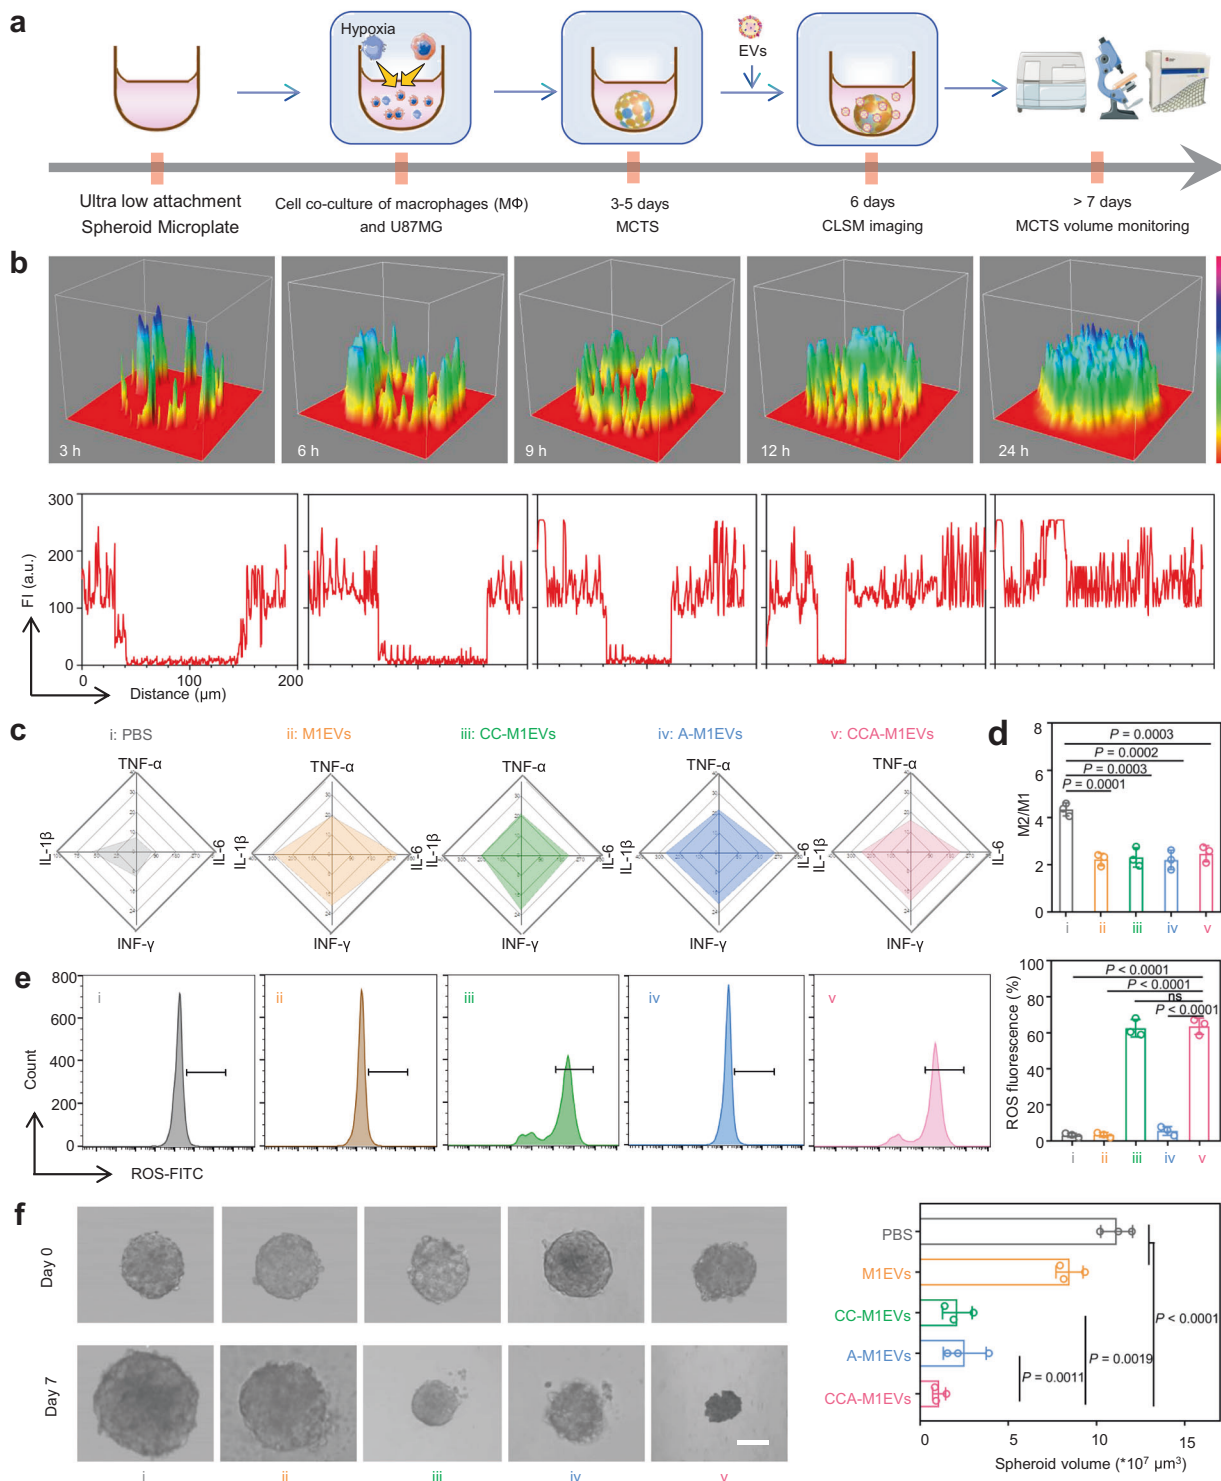 a
Hypoxia
EVs
Ultra low attachment
Spheroid Microplate
Cell co-culture of macrophages (MΦ)
and U87MG
3-5 days
MCTS
6 days
CLSM imaging
> 7 days
MCTS volume monitoring
b
3 h
6 h
9 h
12 h
24 h
300
200
100
0
FI (a.u.)
0
100
200
Distance (µm)
c
i: PBS
ii: M1EVs
iii: CC-M1EVs
iv: A-M1EVs
v: CCA-M1EVs
TNF-α
TNF-α
TNF-α
TNF-α
TNF-α
IL-1β
IL-6
IL-1β
IL-1β
IL-6
IL-1β
IL-1β
IL-6
INF-γ
INF-γ
INF-γ
INF-γ
INF-γ
d
8
6
4
2
0
M2/M1
P = 0.0003
P = 0.0002
P = 0.0003
P = 0.0001
i
ii
iii
iv
v
e
800
600
400
200
0
Count
i
ii
iii
iv
v
ROS-FITC
100
80
60
40
20
0
ROS fluorescence (%)
P < 0.0001
P < 0.0001
ns
P < 0.0001
i
ii
iii
iv
v
f
Day 0
Day 7
i
ii
iii
iv
v
PBS
M1EVs
CC-M1EVs
A-M1EVs
CCA-M1EVs
P < 0.0001
P = 0.0019
P = 0.0011
0
5
10
15
Spheroid volume (*10⁷ µm³)